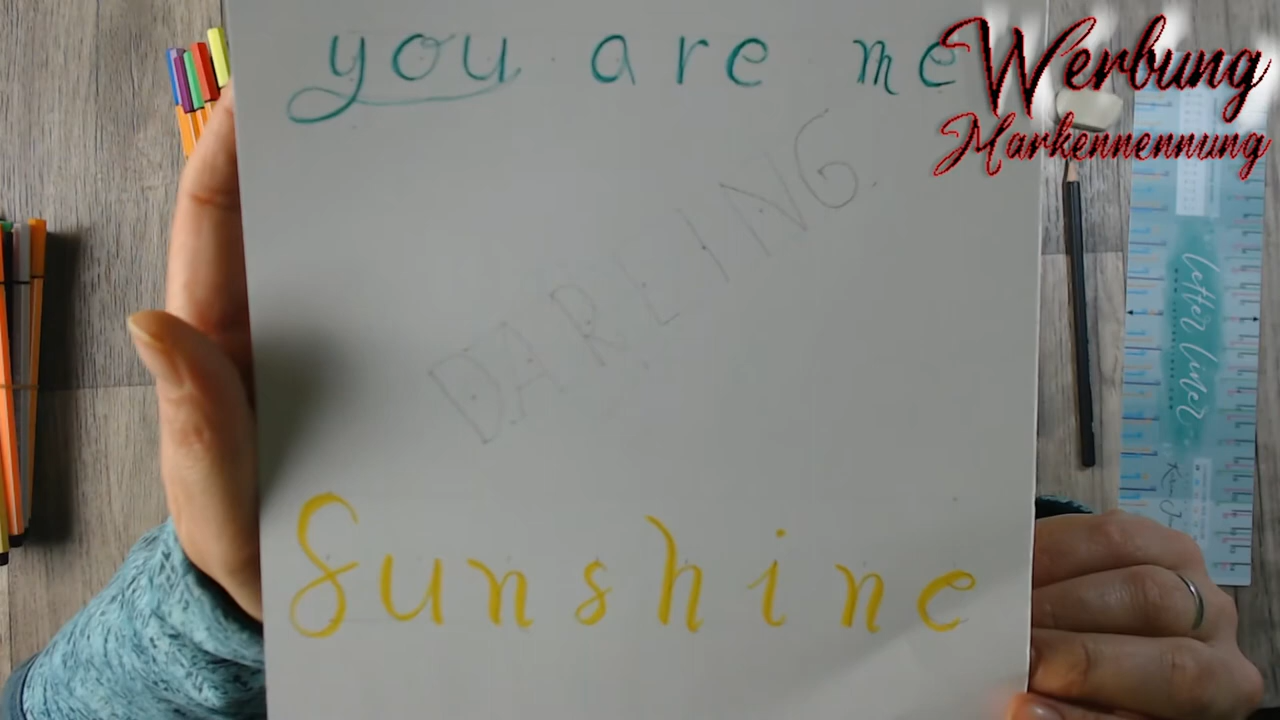 you are me
Werbung
Markennennung
DARLING
Sunshine
letter liner